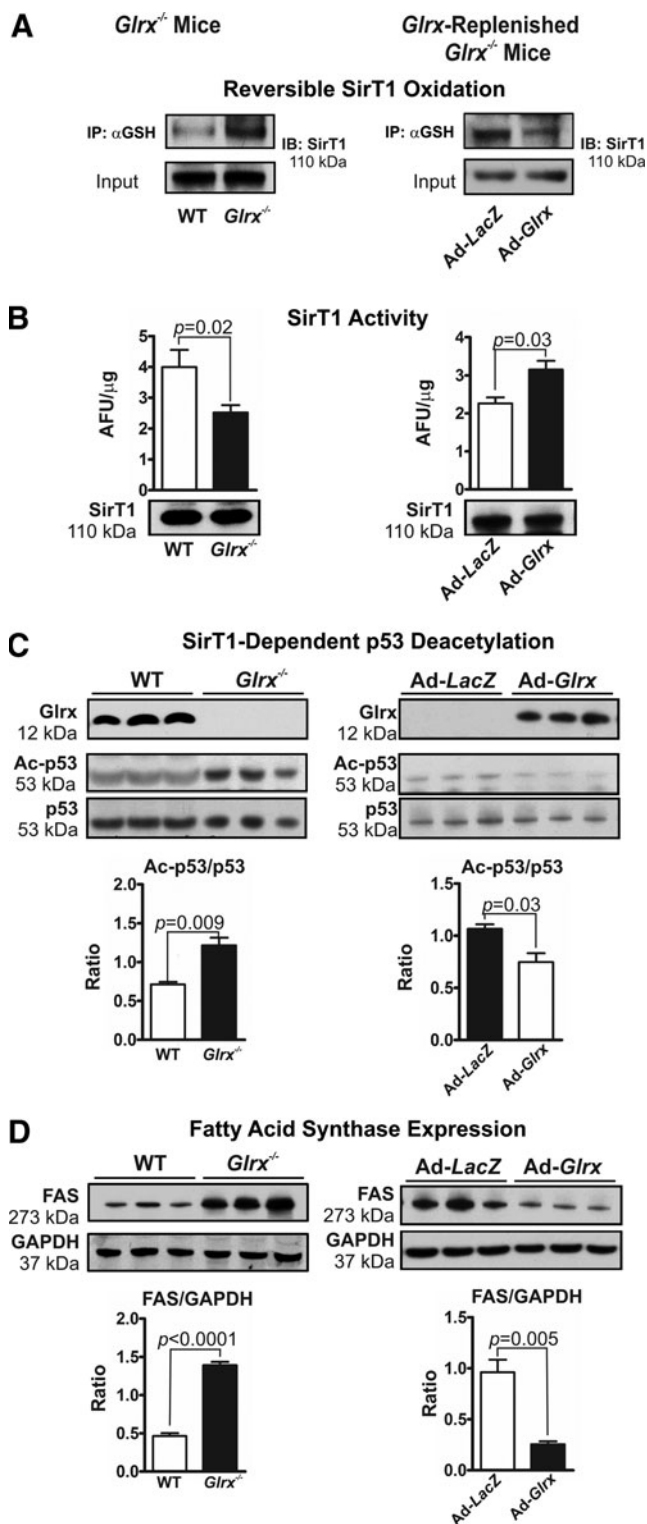 A
Glrx-/- Mice
Glrx-Replenished
Glrx-/- Mice
Reversible SirT1 Oxidation
IP: αGSH
IB: SirT1
110 kDa
Input
WT Glrx-/-
IP: αGSH
IB: SirT1
110 kDa
Input
Ad-LacZ
Ad-Glrx
B
SirT1 Activity
p=0.02
AFU/µg
5
4
3
2
1
0
SirT1
110 kDa
WT Glrx-/-
p=0.03
AFU/µg
4
3
2
1
0
SirT1
110 kDa
Ad-LacZ
Ad-Glrx
C
SirT1-Dependent p53 Deacetylation
WT Glrx-/-
Glrx
12 kDa
Ac-p53
53 kDa
p53
53 kDa
Ad-LacZ Ad-Glrx
Glrx
12 kDa
Ac-p53
53 kDa
p53
53 kDa
Ac-p53/p53
2.0
1.5
1.0
0.5
0.0
Ratio
p=0.009
WT Glrx-/-
Ac-p53/p53
1.5
1.0
0.5
0.0
Ratio
p=0.03
Ad-LacZ
Ad-Glrx
D
Fatty Acid Synthase Expression
WT Glrx-/-
FAS
273 kDa
GAPDH
37 kDa
Ad-LacZ Ad-Glrx
FAS
273 kDa
GAPDH
37 kDa
FAS/GAPDH
2.0
1.5
1.0
0.5
0.0
Ratio
p<0.0001
WT Glrx-/-
FAS/GAPDH
1.5
1.0
0.5
0.0
Ratio
p=0.005
Ad-LacZ
Ad-Glrx